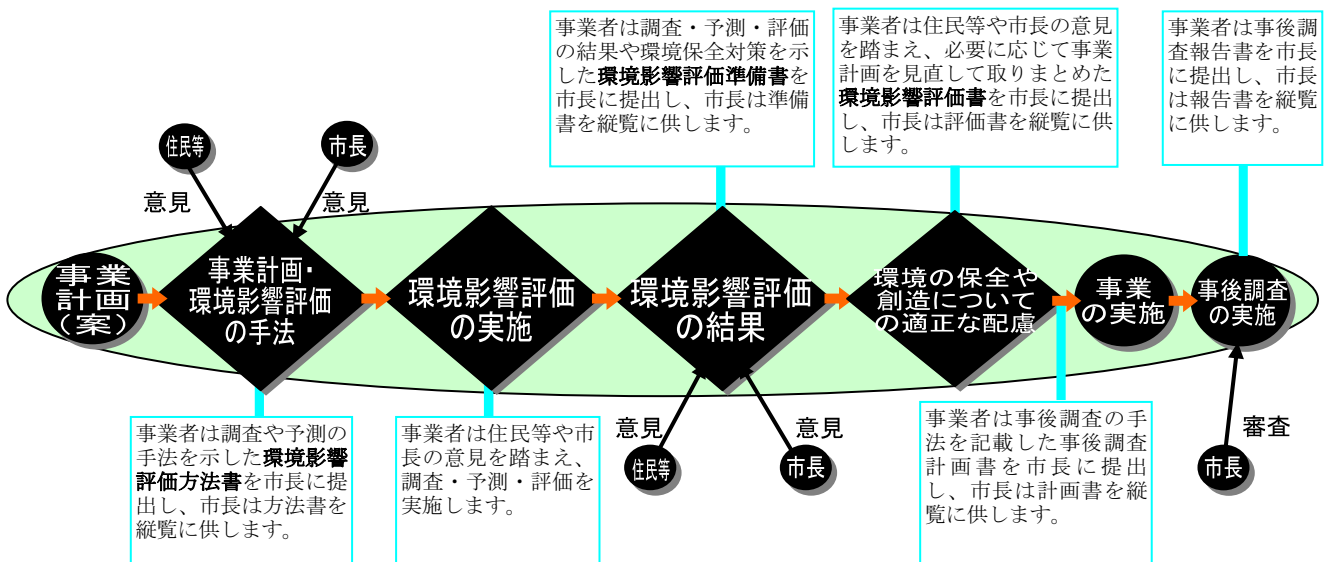 事業者は調査・予測・評価
の結果や環境保全対策を示
した環境影響評価準備書を
市長に提出し、市長は準備
書を縦覧に供します。
事業者は住民等や市長の意見
を踏まえ、必要に応じて事業
計画を見直して取りまとめた
環境影響評価書を市長に提出
し、市長は評価書を縦覧に供
します。
事業者は事後調
査報告書を市長
に提出し、市長
は報告書を縦覧
に供します。
住民等
市長
意見
意見
事業
計画
（案）
事業計画・
環境影響評価
の手法
環境影響評価
の実施
環境影響評価
の結果
環境の保全や
創造について
の適正な配慮
事業
の実施
事後調査
の実施
事業者は調査や予測の
手法を示した環境影響
評価方法書を市長に提
出し、市長は方法書を
縦覧に供します。
事業者は住民等や市
長の意見を踏まえ、
調査・予測・評価を
実施します。
意見
意見
住民等
市長
事業者は事後調査の手
法を記載した事後調査
計画書を市長に提出
し、市長は計画書を縦
覧に供します。
審査
市長